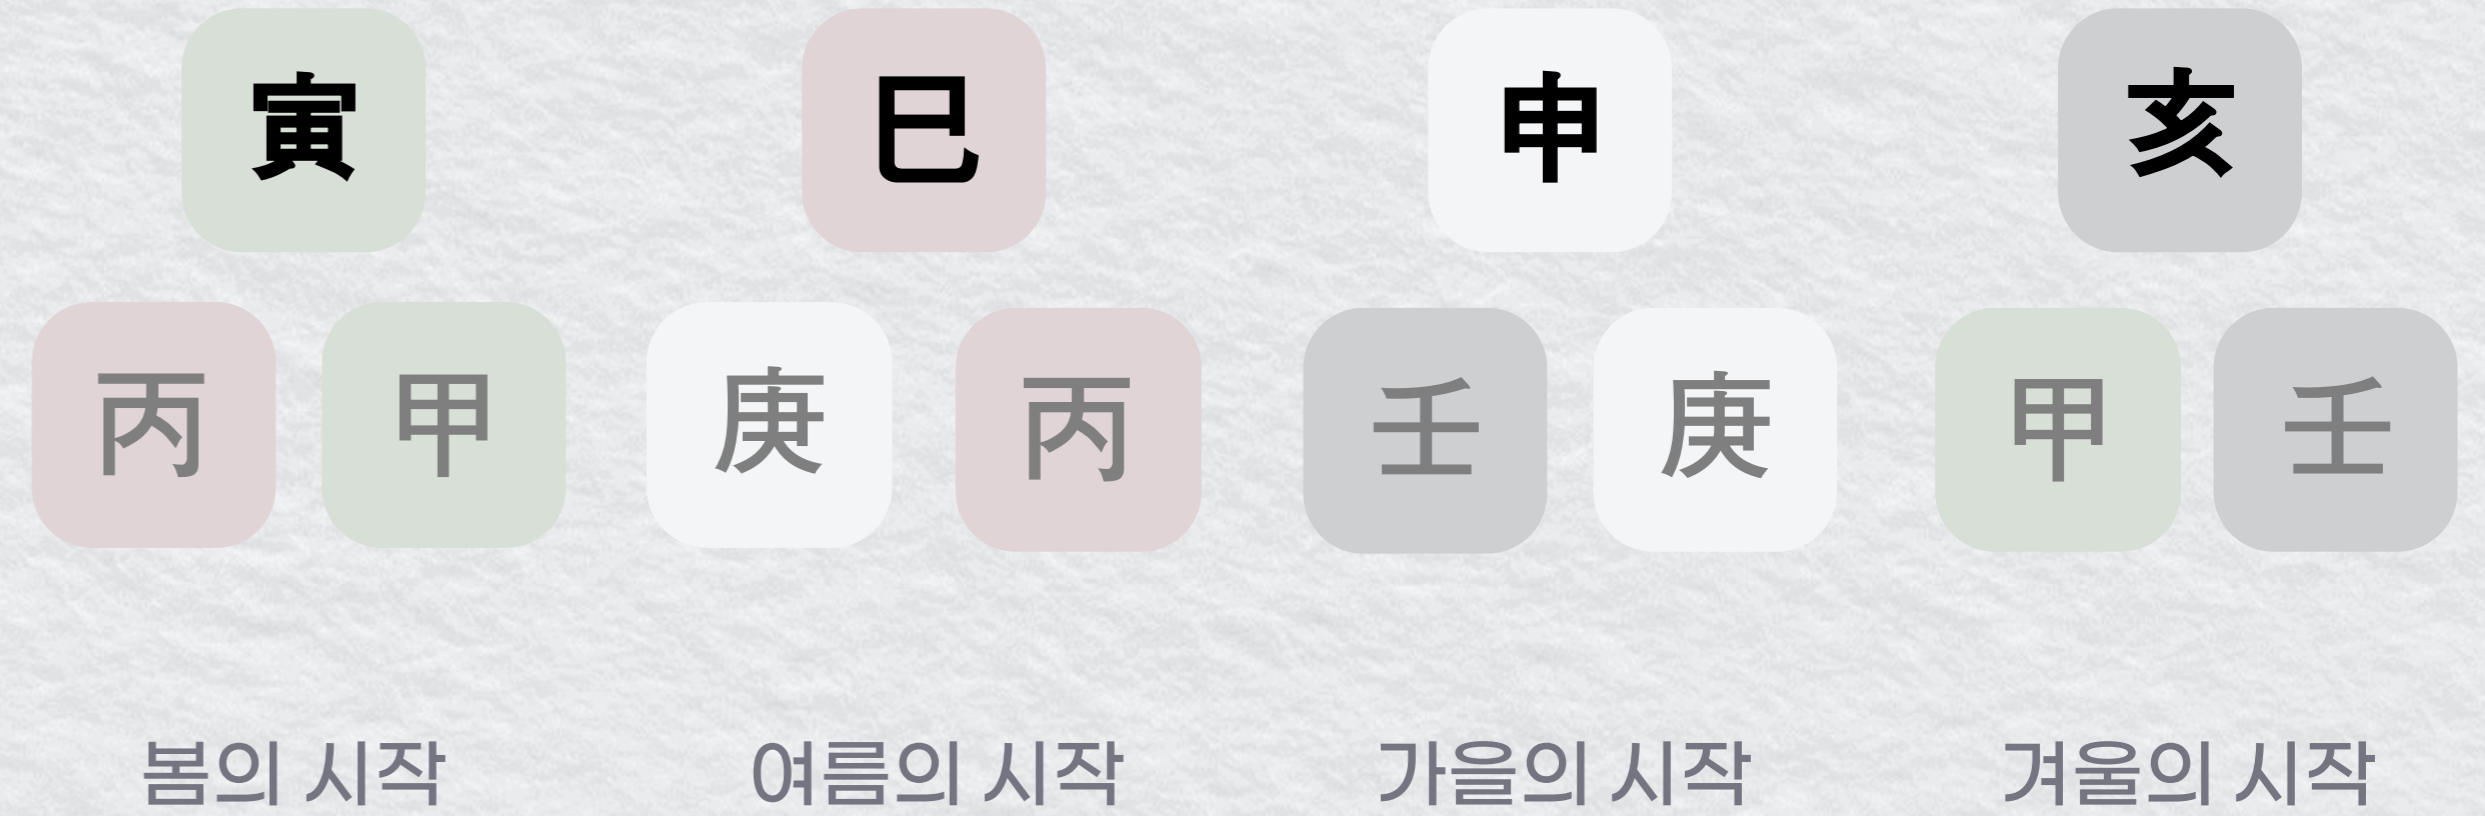 寅 巳 申 亥
丙 甲 庚 丙 壬 庚 甲 壬
봄의 시작 여름의 시작 가을의 시작 겨울의 시작